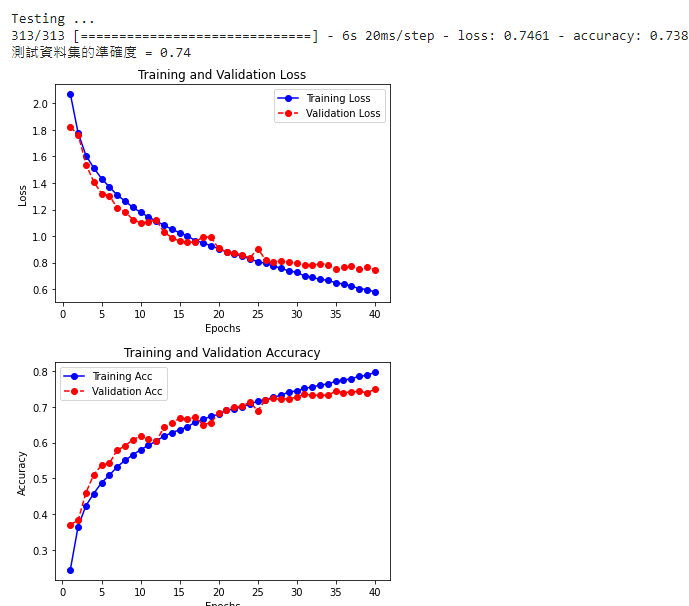 Testing ...
313/313 [==============================] - 6s 20ms/step - loss: 0.7461 - accuracy: 0.738
測試資料集的準確度 = 0.74
Training and Validation Loss
Training Loss
Validation Loss
2.0
1.8
1.6
1.4
1.2
1.0
0.8
0.6
Loss
0 5 10 15 20 25 30 35 40
Epochs
Training and Validation Accuracy
Training Acc
Validation Acc
0.8
0.7
0.6
0.5
0.4
0.3
Accuracy
0 5 10 15 20 25 30 35 40
Epochs